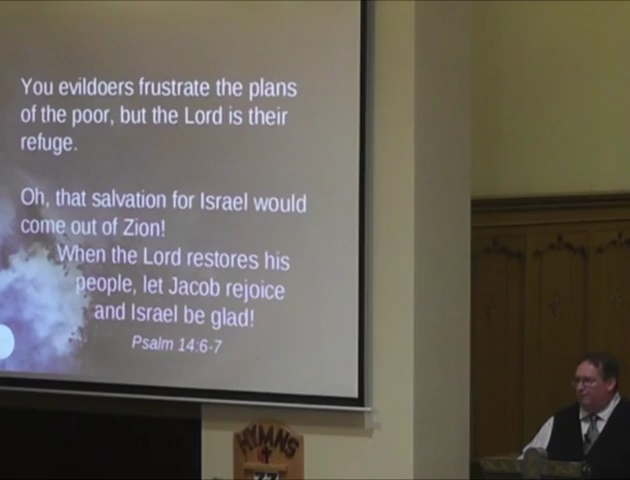 You evildoers frustrate the plans
of the poor, but the Lord is their
refuge.
Oh, that salvation for Israel would
come out of Zion!
When the Lord restores his
people, let Jacob rejoice
and Israel be glad!
Psalm 14:6-7
HYMNS